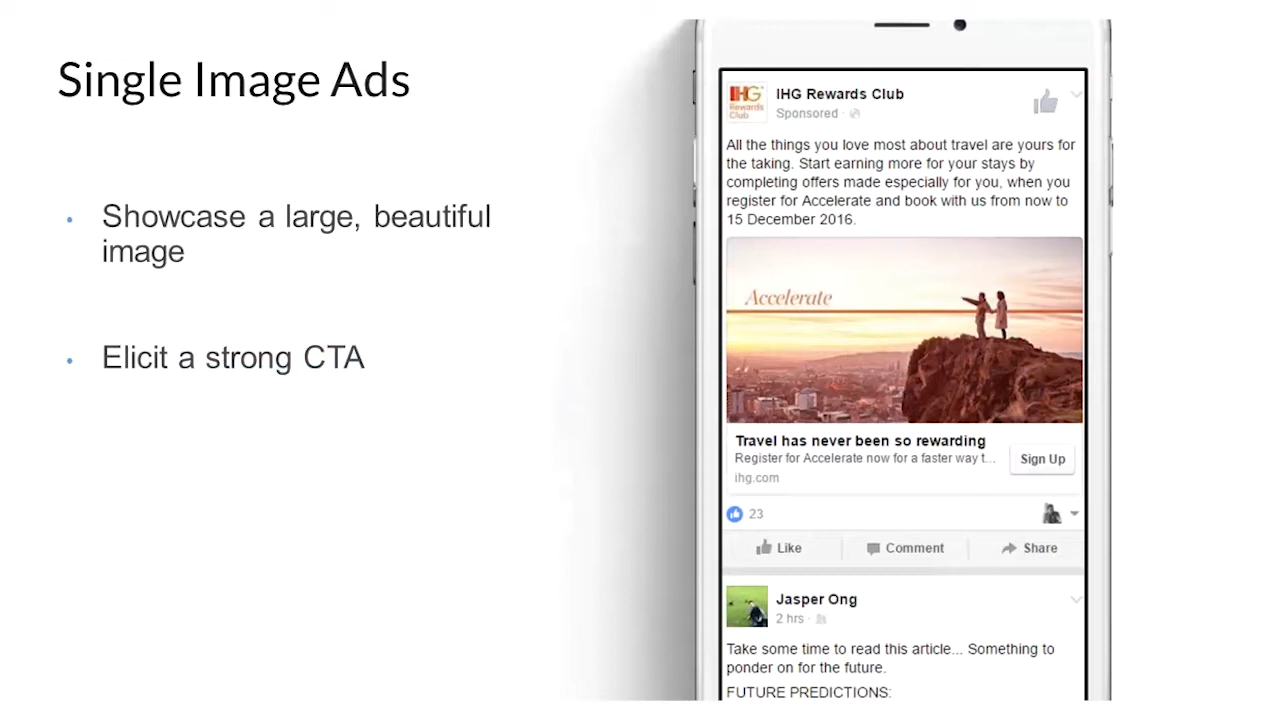 Single Image Ads
• Showcase a large, beautiful
image
• Elicit a strong CTA
IHG
Rewards
Club
IHG Rewards Club
Sponsored ·
All the things you love most about travel are yours for
the taking. Start earning more for your stays by
completing offers made especially for you, when you
register for Accelerate and book with us from now to
15 December 2016.
Accelerate
Travel has never been so rewarding
Register for Accelerate now for a faster way t...
ihg.com
Sign Up
23
Like
Comment
Share
Jasper Ong
2 hrs ·
Take some time to read this article... Something to
ponder on for the future.
FUTURE PREDICTIONS: